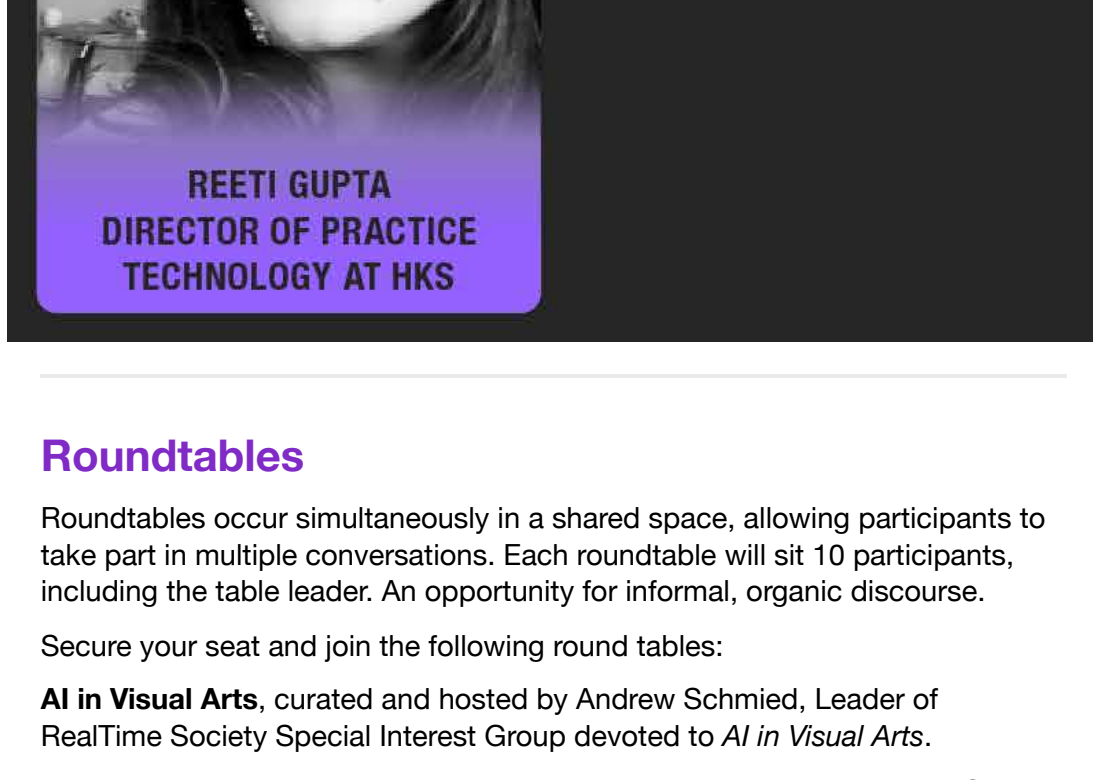 REETI GUPTA
DIRECTOR OF PRACTICE
TECHNOLOGY AT HKS
Roundtables
Roundtables occur simultaneously in a shared space, allowing participants to
take part in multiple conversations. Each roundtable will sit 10 participants,
including the table leader. An opportunity for informal, organic discourse.
Secure your seat and join the following round tables:
AI in Visual Arts, curated and hosted by Andrew Schmied, Leader of
RealTime Society Special Interest Group devoted to AI in Visual Arts.